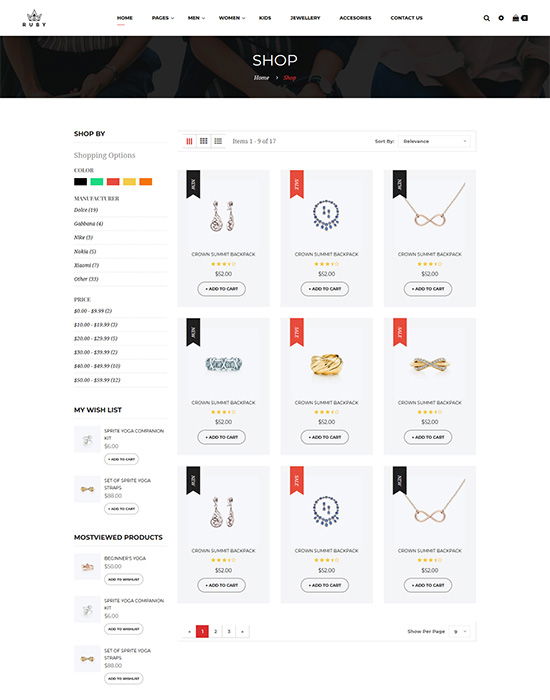 RUBY
HOME PAGES MEN WOMEN KIDS JEWELLERY ACCESORIES CONTACT US 0
SHOP
Home Shop
SHOP BY
Shopping Options
COLOR
MANUFACTURER
Dolce (19)
Gabbana (4)
Nike (3)
Nokia (5)
Xiaomi (7)
Other (33)
PRICE
$0.00 - $9.99 (2)
$10.00 - $19.99 (3)
$20.00 - $29.99 (5)
$30.00 - $39.99 (2)
$40.00 - $49.99 (10)
$50.00 - $59.99 (12)
MY WISH LIST
SPRITE YOGA COMPANION
KIT
$6.00
+ ADD TO CART
SET OF SPRITE YOGA
STRAPS
$88.00
+ ADD TO CART
MOSTVIEWED PRODUCTS
BEGINNER'S YOGA
$50.00
ADD TO WISHLIST
SPRITE YOGA COMPANION
KIT
$6.00
ADD TO WISHLIST
SET OF SPRITE YOGA
STRAPS
$88.00
ADD TO WISHLIST
Items 1 - 9 of 17
Sort By: Relevance
NEW SALE NEW
CROWN SUMMIT BACKPACK CROWN SUMMIT BACKPACK CROWN SUMMIT BACKPACK
$52.00 $52.00 $52.00
+ ADD TO CART + ADD TO CART + ADD TO CART
NEW SALE SALE
CROWN SUMMIT BACKPACK CROWN SUMMIT BACKPACK CROWN SUMMIT BACKPACK
$52.00 $52.00 $52.00
+ ADD TO CART + ADD TO CART + ADD TO CART
NEW SALE NEW
CROWN SUMMIT BACKPACK CROWN SUMMIT BACKPACK CROWN SUMMIT BACKPACK
$52.00 $52.00 $52.00
+ ADD TO CART + ADD TO CART + ADD TO CART
« 1 2 3 »
Show Per Page 9